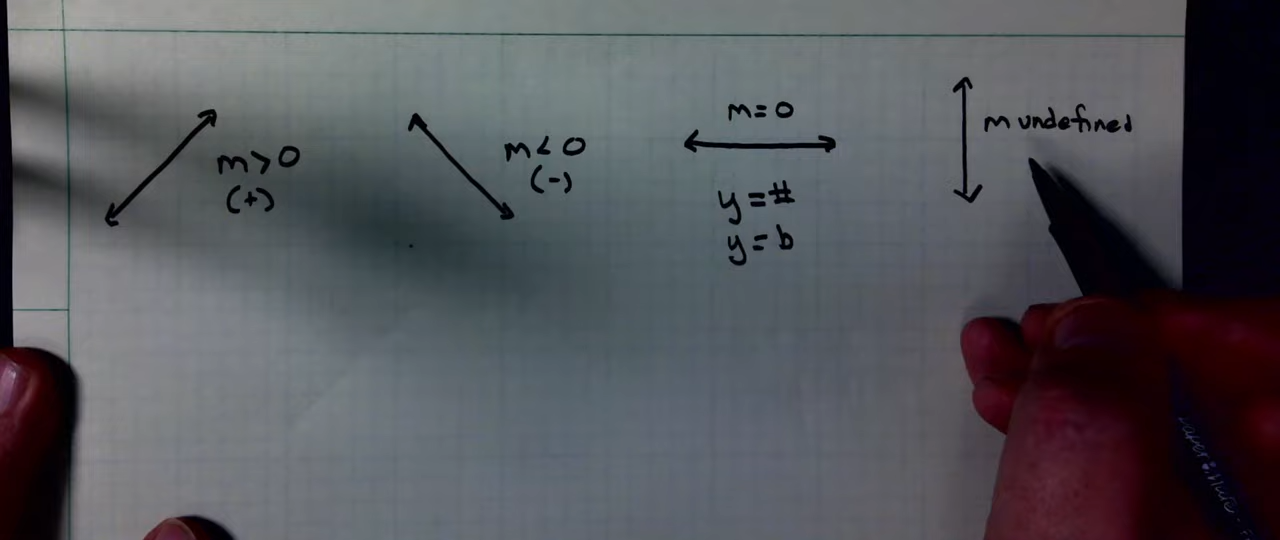 m>0
(+)
m<0
(-)
m=0
y=#
y=b
m undefined